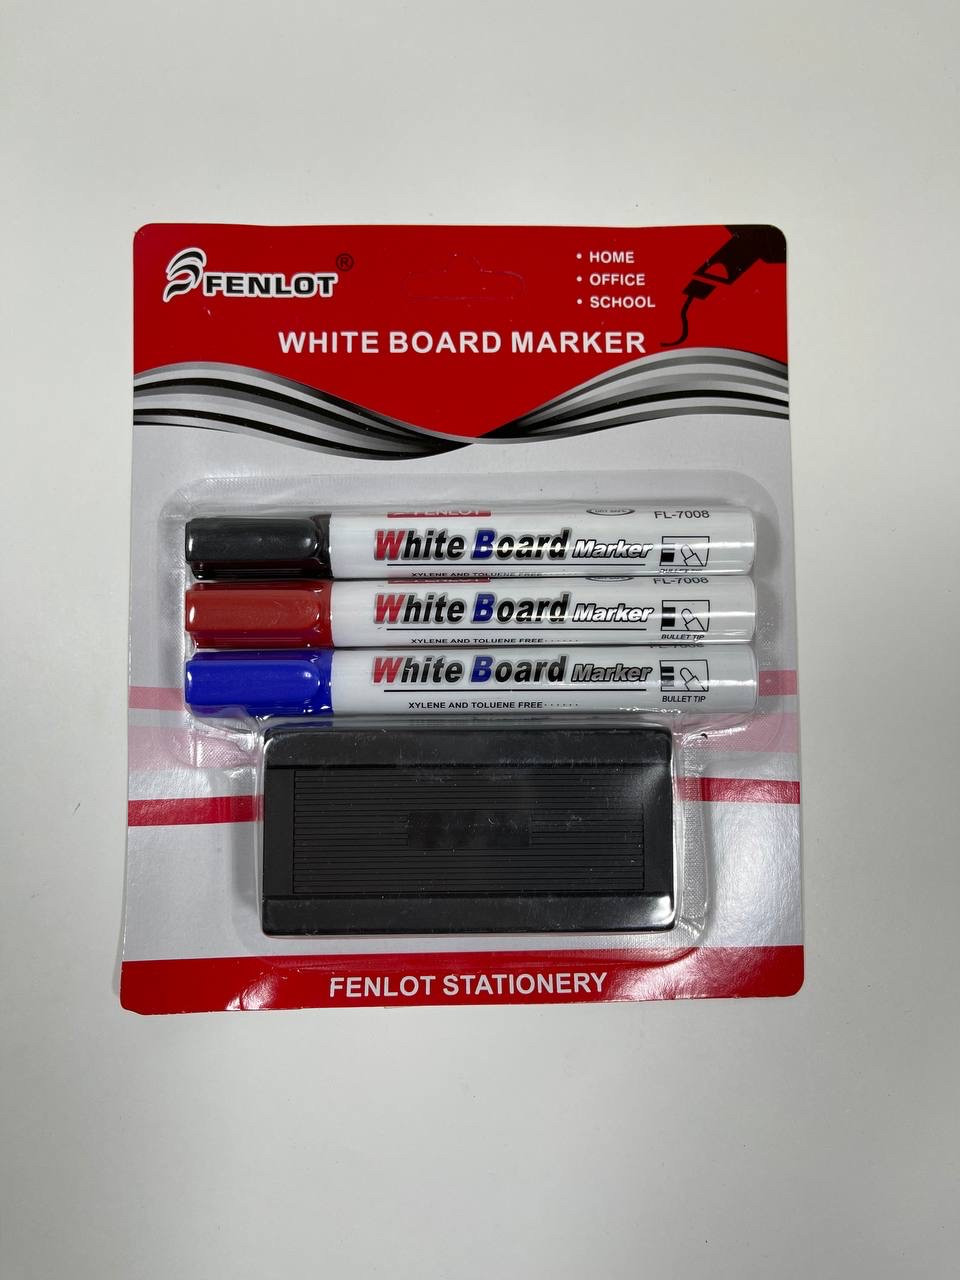 FENLOT®
• HOME
• OFFICE
• SCHOOL
WHITE BOARD MARKER
FENLOT
FL-7008
White Board Marker
XYLENE AND TOLUENE FREE
FL-7008
White Board Marker
BULLET TIP
XYLENE AND TOLUENE FREE······
White Board Marker
BULLET TIP
XYLENE AND TOLUENE FREE······
FENLOT STATIONERY